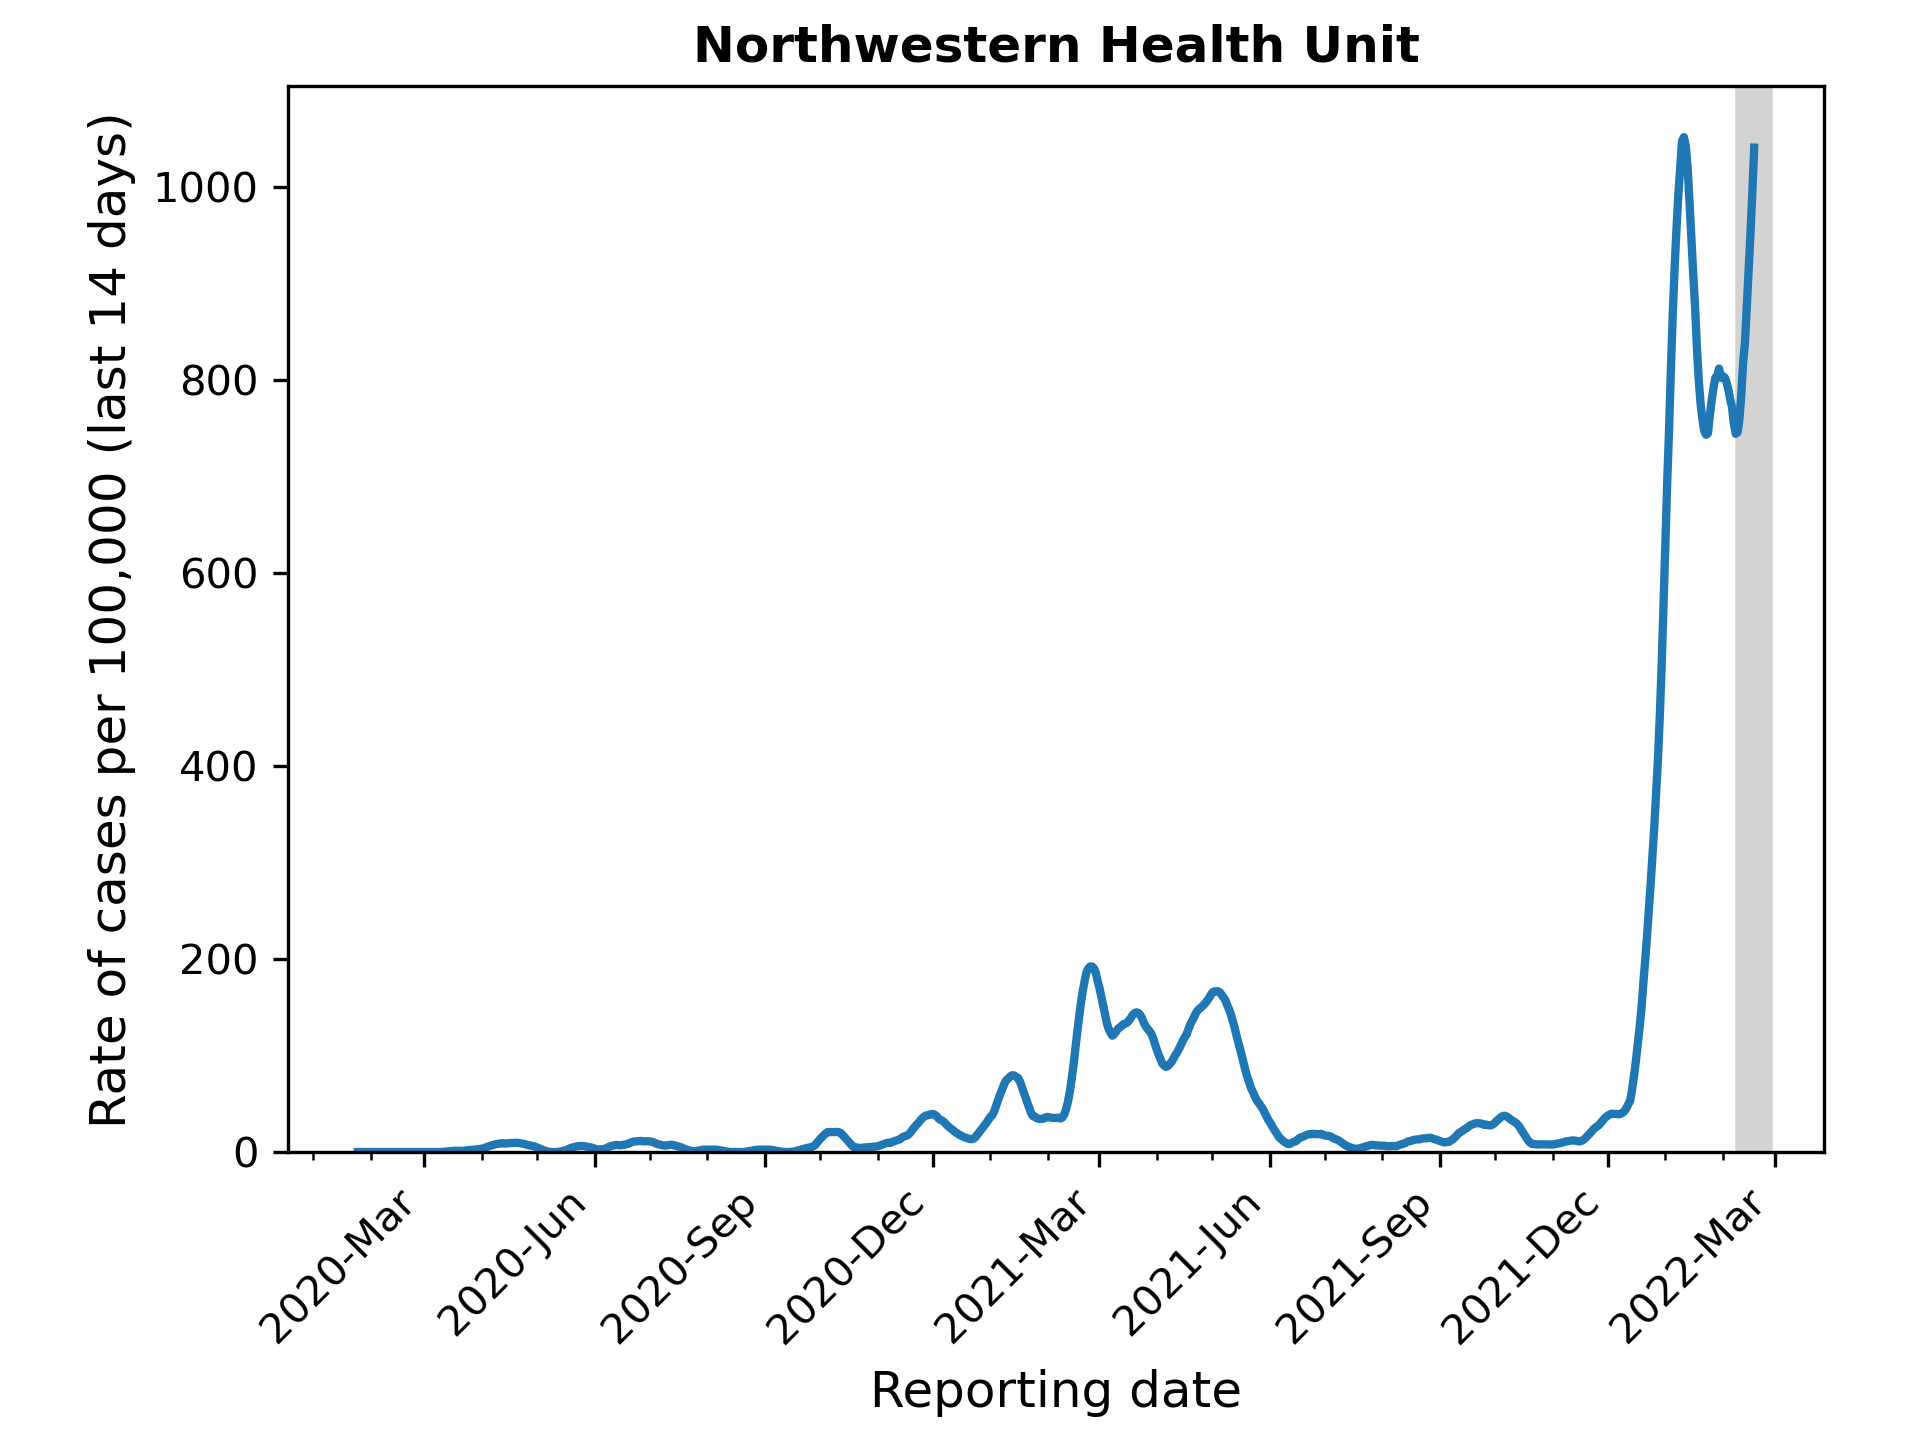 Northwestern Health Unit
Rate of cases per 100,000 (last 14 days)
1000
800
600
400
200
0
2020-Mar
2020-Jun
2020-Sep
2020-Dec
2021-Mar
2021-Jun
2021-Sep
2021-Dec
2022-Mar
Reporting date